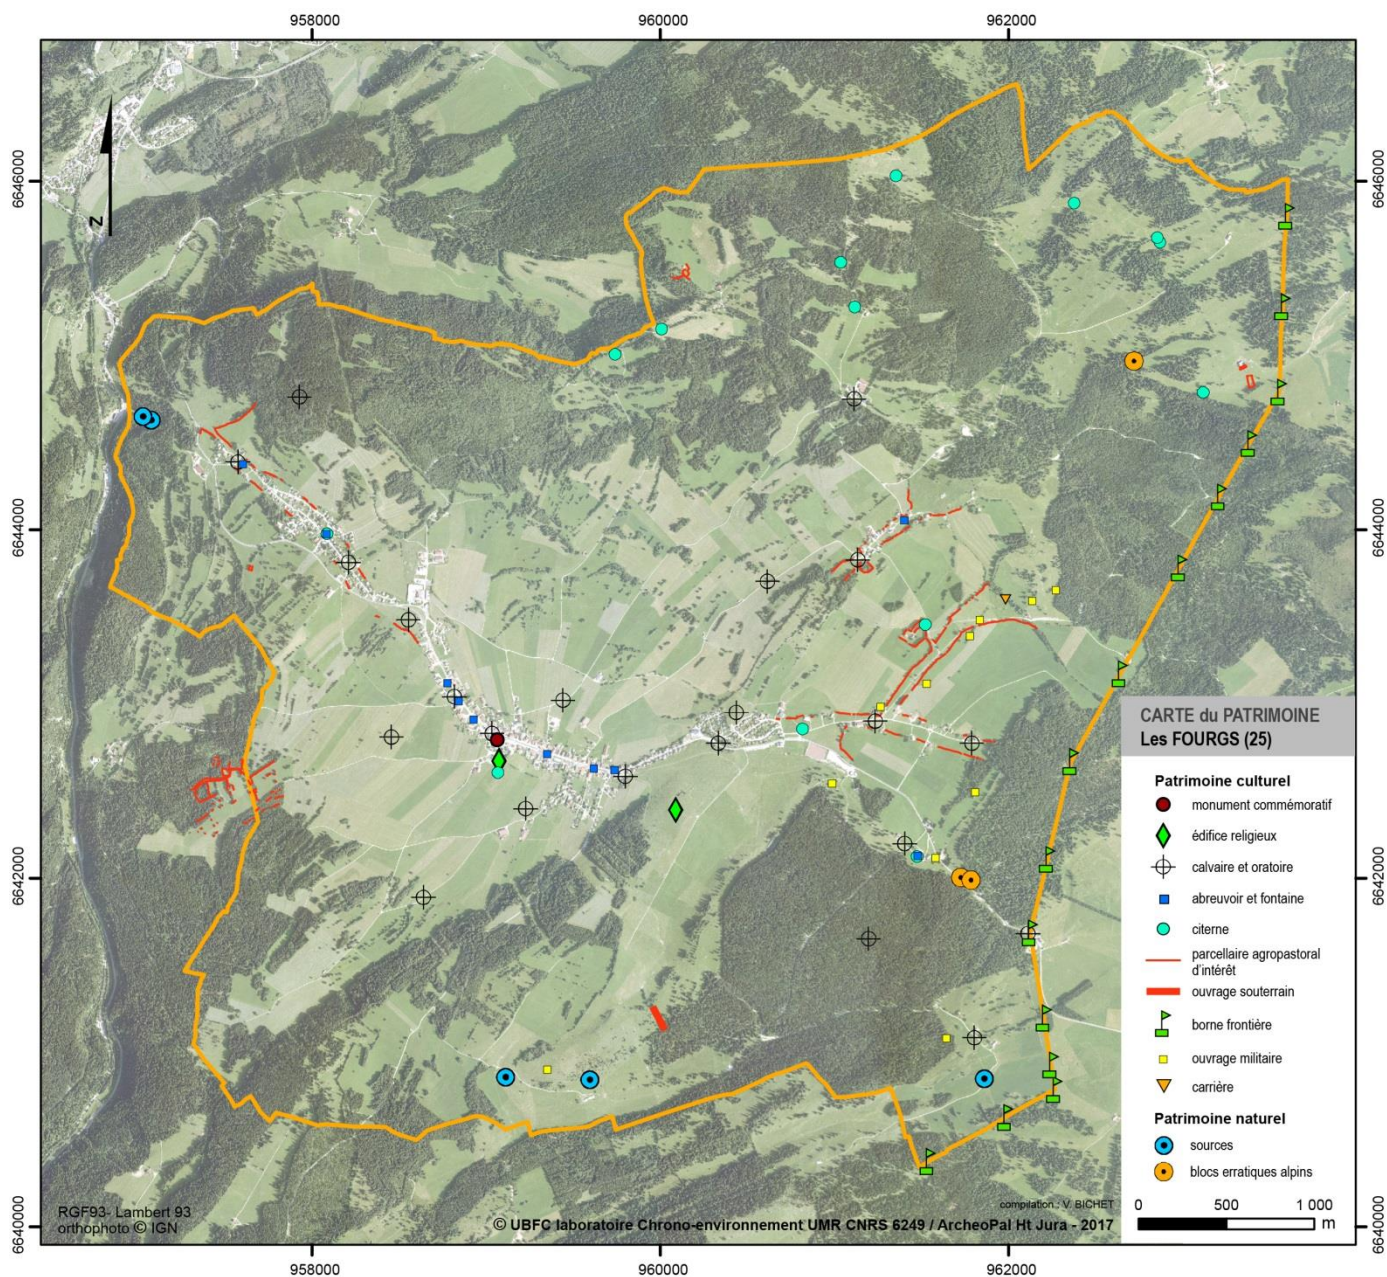 958000
960000
962000
6646000
6646000
N
6644000
6644000
CARTE du PATRIMOINE
Les FOURGS (25)
Patrimoine culturel
monument commémoratif
édifice religieux
calvaire et oratoire
abreuvoir et fontaine
citerne
parcellaire agropastoral
d'intérêt
ouvrage souterrain
borne frontière
ouvrage militaire
carrière
Patrimoine naturel
sources
blocs erratiques alpins
0 500 1 000
m
6642000
6642000
RGF93- Lambert 93
orthophoto © IGN
compilation : V. BICHET
© UBFC laboratoire Chrono-environnement UMR CNRS 6249 / ArcheoPal Ht Jura - 2017
6640000
6640000
958000
960000
962000